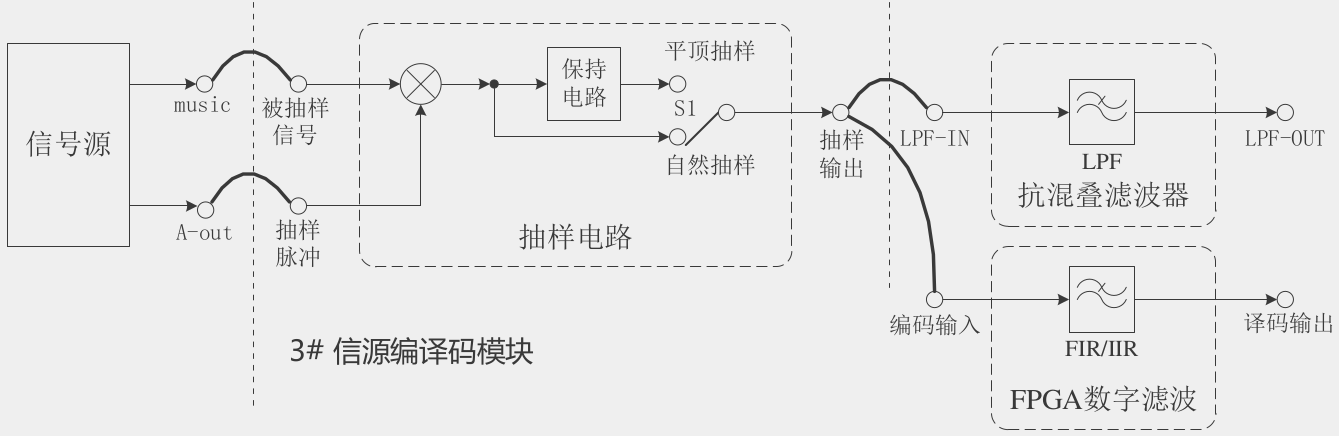 信号源
music
A-out
被抽样
信号
抽样
脉冲
保持
电路
平顶抽样
S1
自然抽样
抽样电路
抽样
输出
LPF-IN
LPF
抗混叠滤波器
LPF-OUT
编码输入
FIR/IIR
FPGA数字滤波
译码输出
3# 信源编译码模块